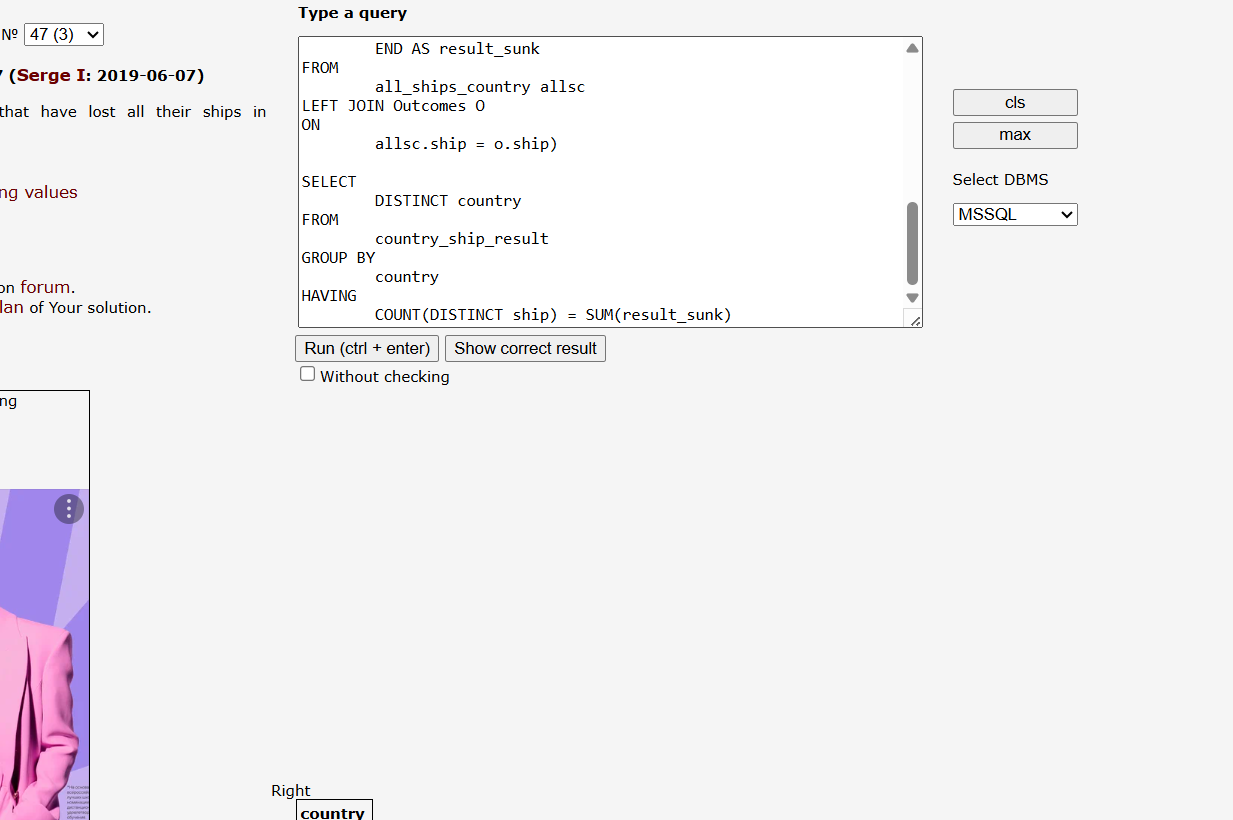 Type a query
№ 47 (3)
(Serge I: 2019-06-07)
that have lost all their ships in
ng values
on forum.
lan of Your solution.
ng
END AS result_sunk
FROM
all_ships_country allsc
LEFT JOIN Outcomes O
ON
allsc.ship = o.ship)
SELECT
DISTINCT country
FROM
country_ship_result
GROUP BY
country
HAVING
COUNT(DISTINCT ship) = SUM(result_sunk)
Run (ctrl + enter) Show correct result
Without checking
cls
max
Select DBMS
MSSQL
Right
country